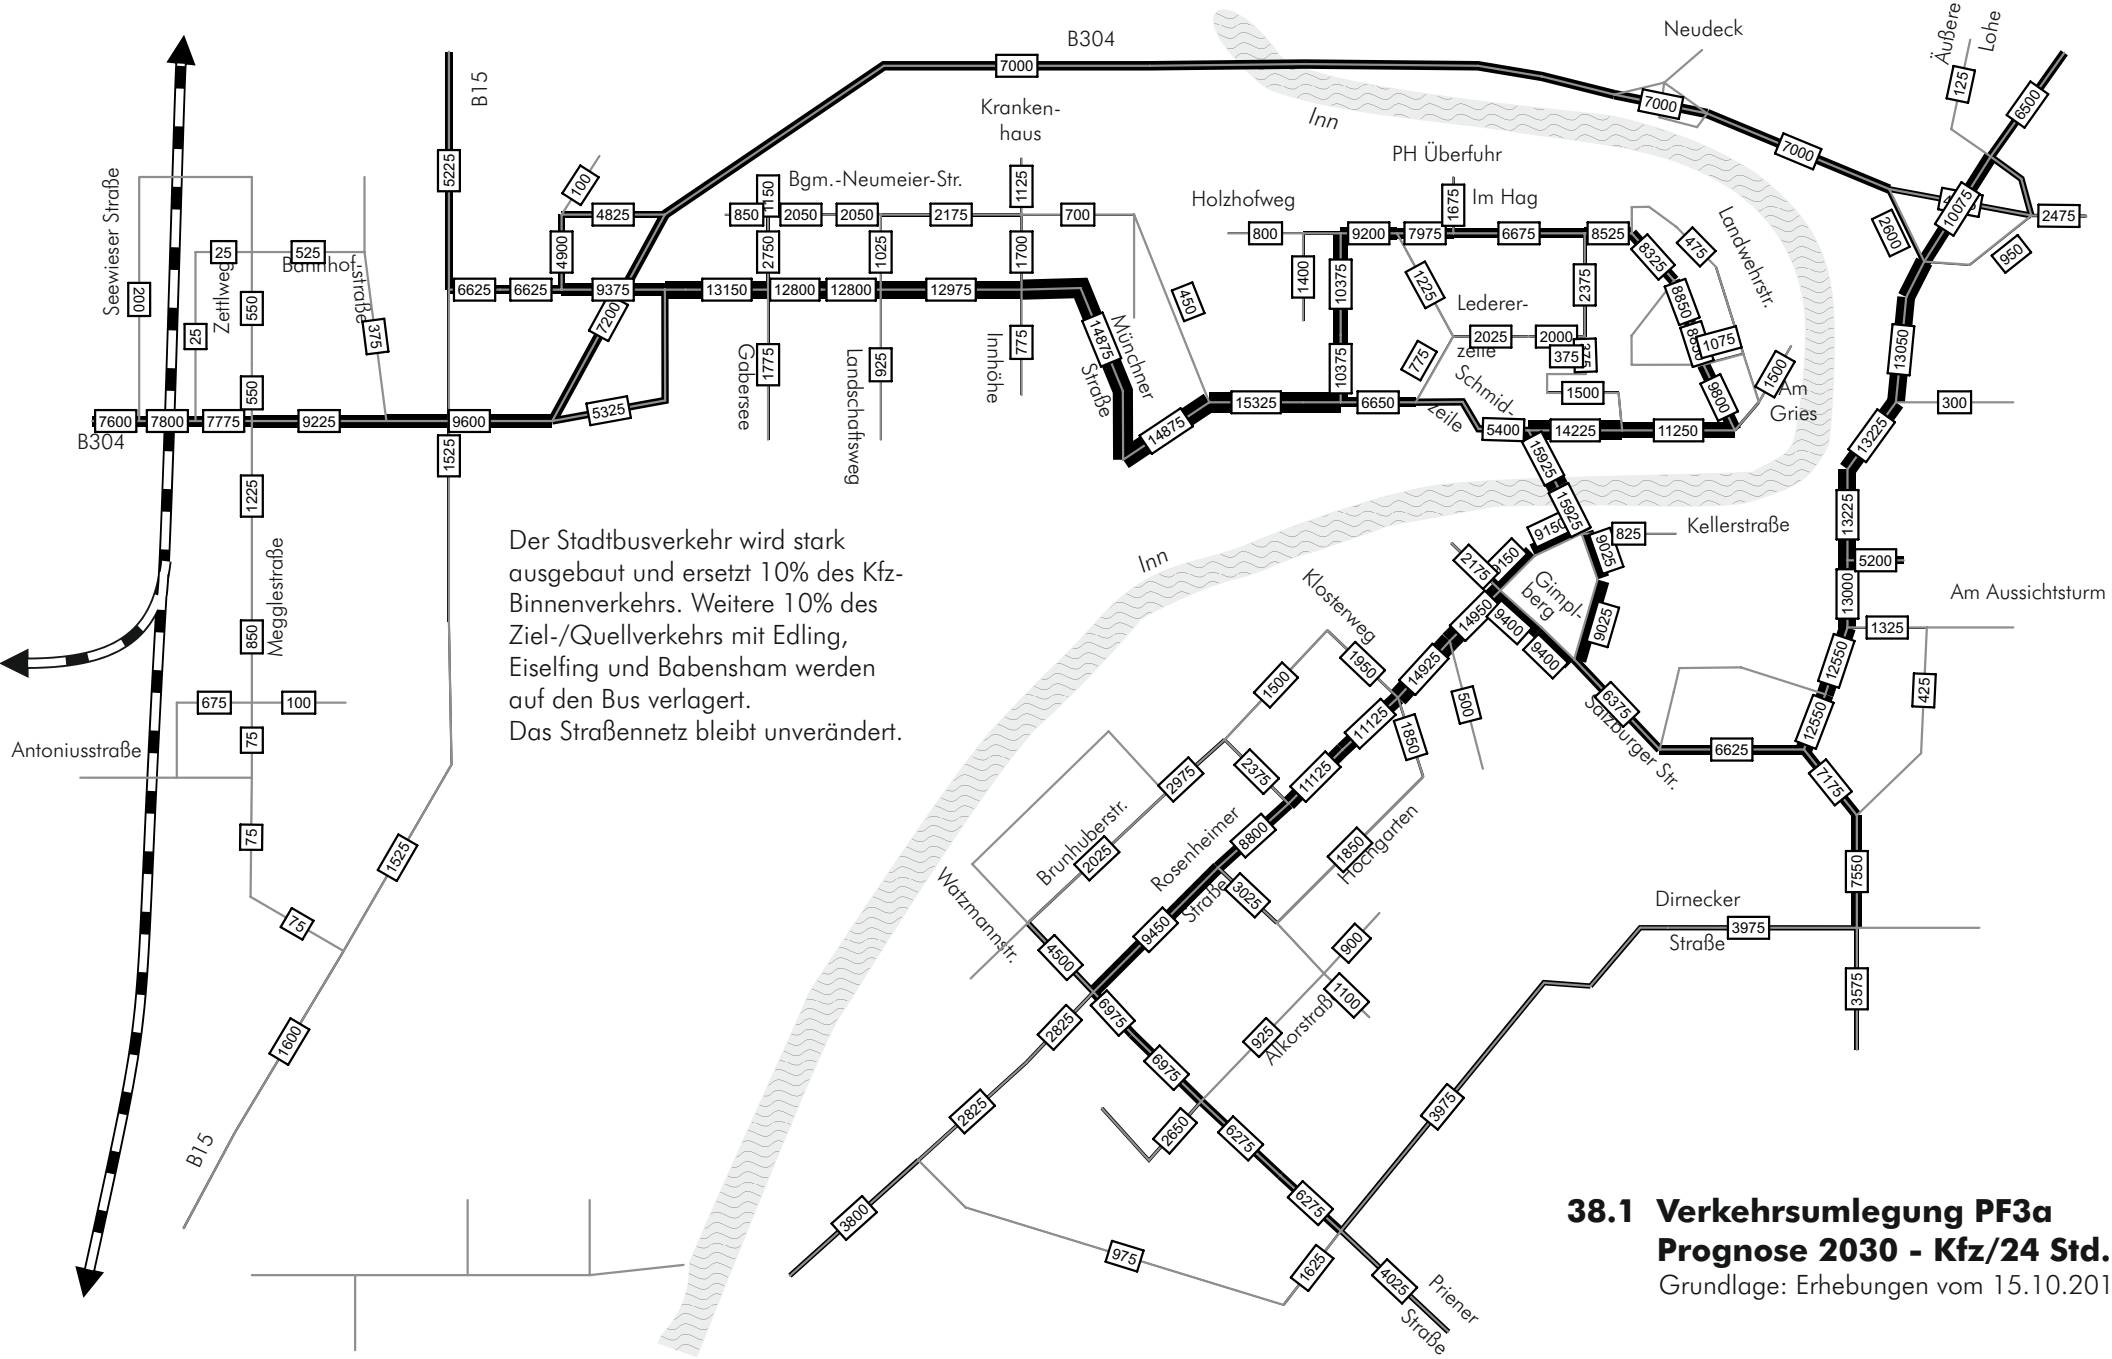 B304
Neudeck
Äußere
Lohe
B15
7000
125
6500
Kranken-
haus
Inn
7000
7000
PH Überfuhr
5225
100
Seewieser Straße
Bgm.-Neumeier-Str.
1125
Holzhofweg
1675
Im Hag
Landwehrstr.
10075
2475
2600
950
4825
850
1150
2050
2050
2175
700
800
9200
7975
6675
8525
475
8325
25
525
Bahnhof-
straße
4900
2750
1025
1700
1400
10375
1225
2375
8850
200
Zettlweg
550
6625
6625
9375
13150
12800
12800
12975
450
Lederer-
zeile
2025
2000
1075
25
375
7200
14875
Münchner
Straße
775
10375
375
13050
Gabersee
1775
Landschaftsweg
925
Innhöhe
775
Schmid-
zeile
1500
9800
1500
Am
Gries
550
5325
15325
6650
300
7600
7800
7775
9225
9600
14875
5400
14225
11250
13225
B304
1525
15925
1225
Der Stadtbusverkehr wird stark
ausgebaut und ersetzt 10% des Kfz-
Binnenverkehrs. Weitere 10% des
Ziel-/Quellverkehrs mit Edling,
Eiselfing und Babensham werden
auf den Bus verlagert.
Das Straßennetz bleibt unverändert.
Inn
15925
9150
9150
9025
825
Kellerstraße
13225
5200
2175
Gimpl-
berg
Klosterweg
14950
9400
9400
9025
13000
Am Aussichtsturm
1325
Megglestraße
850
1950
14925
12550
425
675
100
1500
500
6375
Salzburger Str.
12550
75
Antoniusstraße
11125
1850
6625
2975
2375
11125
7175
75
Brunhuberstr.
2025
Rosenheimer
Straße
8800
1850
Hochgarten
1525
Watzmannstr.
3025
7550
75
9450
900
Dirnecker
Straße
3975
4500
1100
3575
1600
2825
6975
925
Alkorstraß
6975
2825
2650
6275
3975
B15
3800
6275
975
1625
4025
Priener
Straße
38.1 Verkehrsumlegung PF3a
Prognose 2030 - Kfz/24 Std.
Grundlage: Erhebungen vom 15.10.201